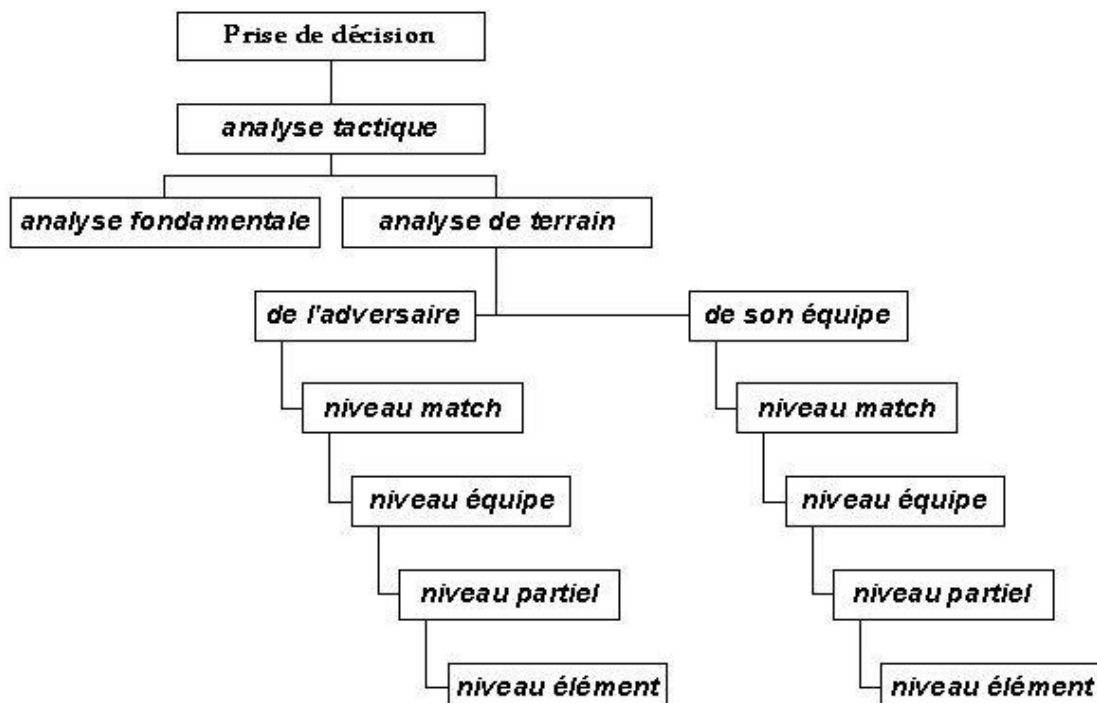 Prise de décision
analyse tactique
analyse fondamentale
analyse de terrain
de l'adversaire
de son équipe
niveau match
niveau match
niveau équipe
niveau équipe
niveau partiel
niveau partiel
niveau élément
niveau élément